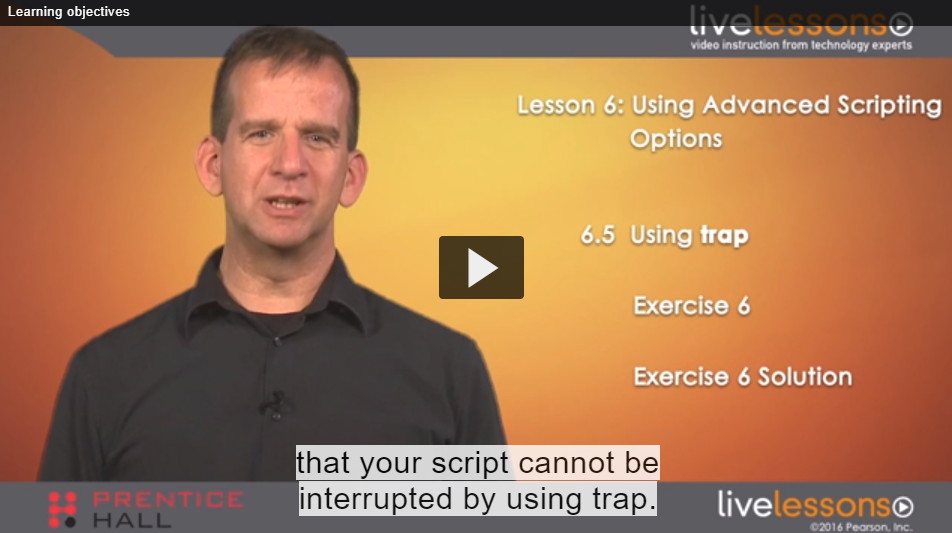 Learning objectives
livelessons
video instruction from technology experts
Lesson 6: Using Advanced Scripting
Options
6.5 Using trap
Exercise 6
Exercise 6 Solution
that your script cannot be
interrupted by using trap.
PRENTICE
HALL
livelessons
©2016 Pearson, Inc.